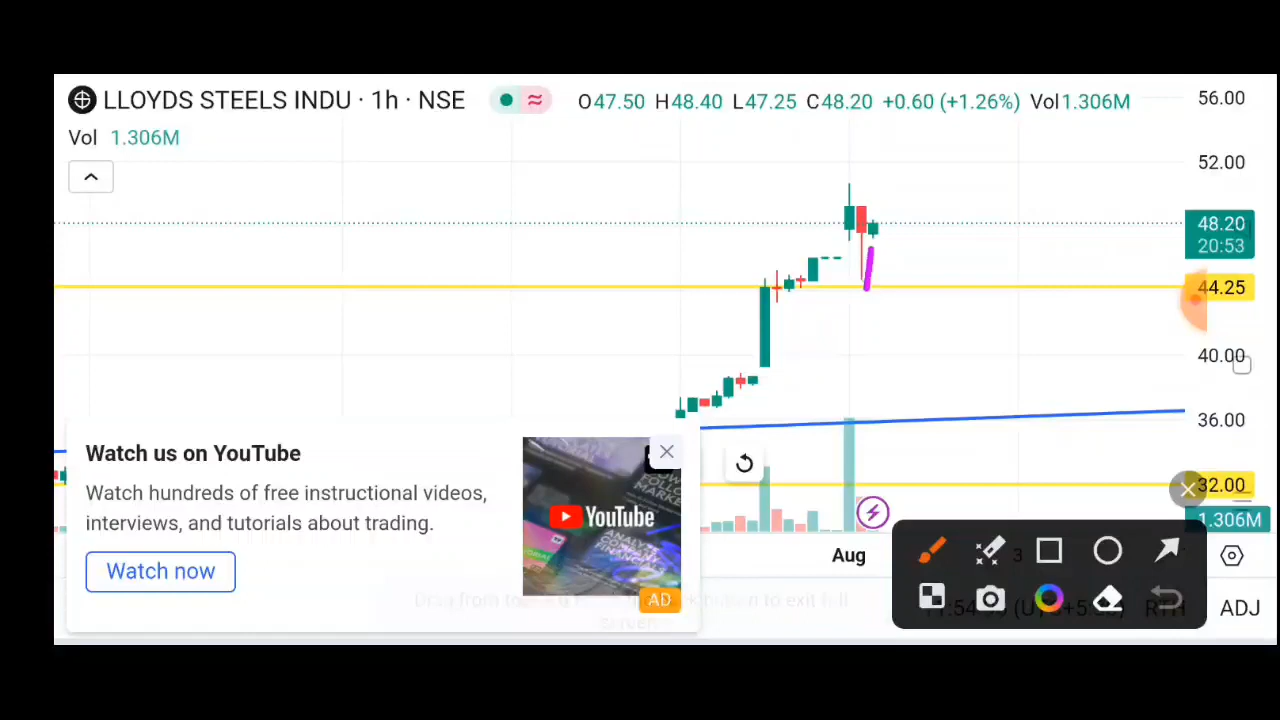 LLOYDS STEELS INDU · 1h · NSE O47.50 H48.40 L47.25 C48.20 +0.60 (+1.26%) Vol1.306M
Vol 1.306M
56.00
52.00
48.20
20:53
44.25
40.00
36.00
32.00
1.306M
Watch us on YouTube
Watch hundreds of free instructional videos,
interviews, and tutorials about trading.
Watch now
YouTube
AD
Aug
3
RTH ADJ